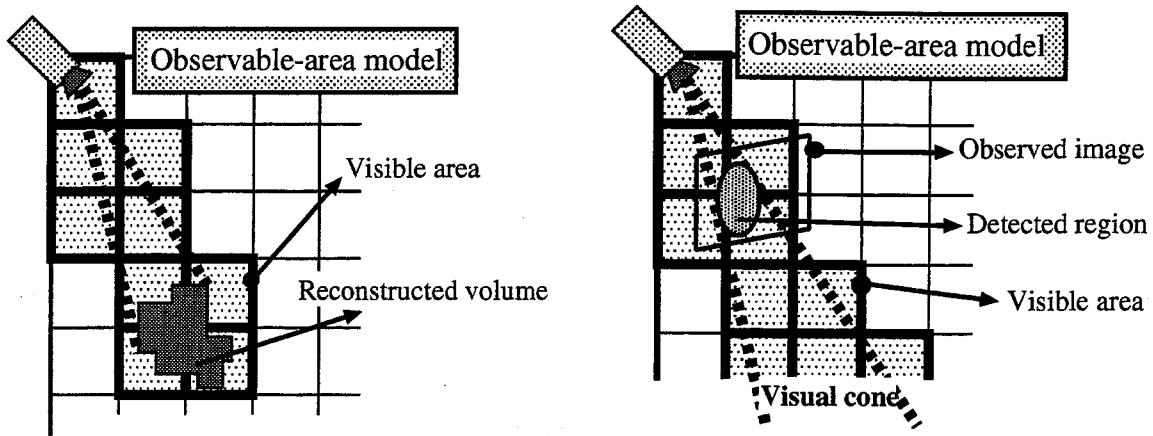 Observable-area model
Visible area
Reconstructed volume
Observable-area model
Observed image
Detected region
Visible area
Visual cone